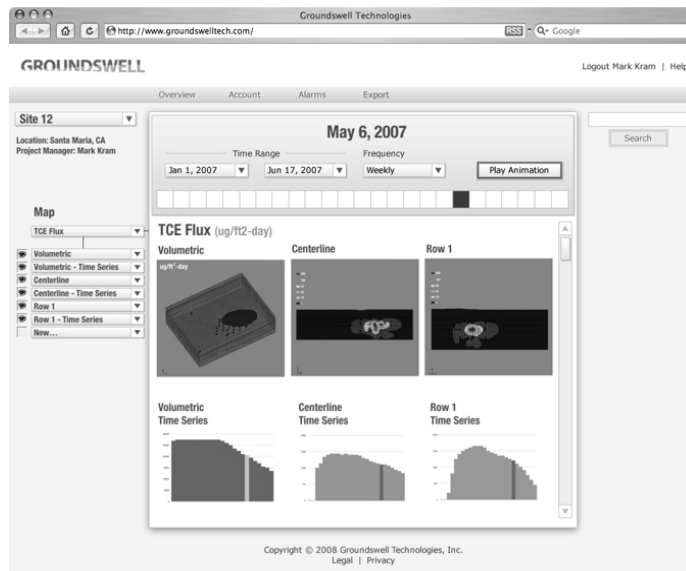 Groundswell Technologies
http://www.groundswelltech.com/
RSS
Google
GROUNDSWELL
Logout Mark Kram | Help
Overview Account Alarms Export
Site 12
Location: Santa Maria, CA
Project Manager: Mark Kram
May 6, 2007
Time Range Frequency
Jan 1, 2007 Jun 17, 2007 Weekly Play Animation
Search
Map
TCE Flux
Volumetric
Volumetric - Time Series
Centerline
Centerline - Time Series
Row 1
Row 1 - Time Series
New...
TCE Flux (ug/ft2-day)
Volumetric Centerline Row 1
ug/ft²-day
Volumetric
Time Series
Centerline
Time Series
Row 1
Time Series
Copyright © 2008 Groundswell Technologies, Inc.
Legal | Privacy